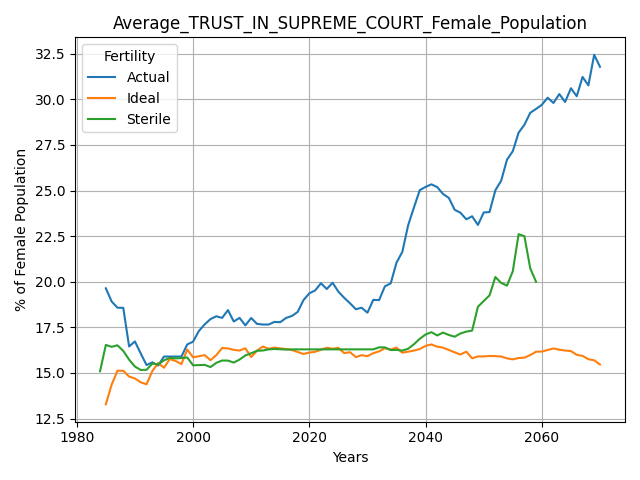 Average_TRUST_IN_SUPREME_COURT_Female_Population
Fertility
Actual
Ideal
Sterile
% of Female Population
32.5
30.0
27.5
25.0
22.5
20.0
17.5
15.0
12.5
1980 2000 2020 2040 2060
Years